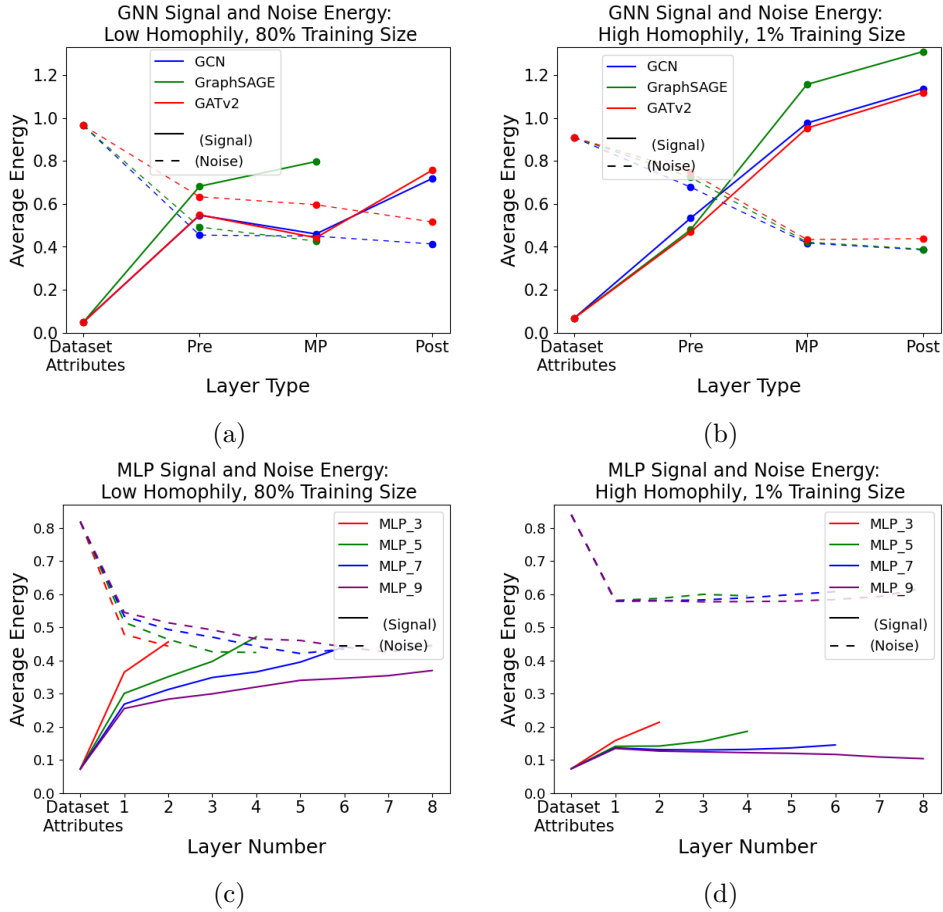 GNN Signal and Noise Energy:
Low Homophily, 80% Training Size
Average Energy
1.2
1.0
0.8
0.6
0.4
0.2
0.0
GCN
GraphSAGE
GATv2
(Signal)
(Noise)
Dataset
Attributes
Pre
MP
Post
Layer Type
(a)
GNN Signal and Noise Energy:
High Homophily, 1% Training Size
Average Energy
1.2
1.0
0.8
0.6
0.4
0.2
0.0
GCN
GraphSAGE
GATv2
(Signal)
(Noise)
Dataset
Attributes
Pre
MP
Post
Layer Type
(b)
MLP Signal and Noise Energy:
Low Homophily, 80% Training Size
Average Energy
0.8
0.7
0.6
0.5
0.4
0.3
0.2
0.1
0.0
MLP_3
MLP_5
MLP_7
MLP_9
(Signal)
(Noise)
Dataset
Attributes
1 2 3 4 5 6 7 8
Layer Number
(c)
MLP Signal and Noise Energy:
High Homophily, 1% Training Size
Average Energy
0.8
0.7
0.6
0.5
0.4
0.3
0.2
0.1
0.0
MLP_3
MLP_5
MLP_7
MLP_9
(Signal)
(Noise)
Dataset
Attributes
1 2 3 4 5 6 7 8
Layer Number
(d)